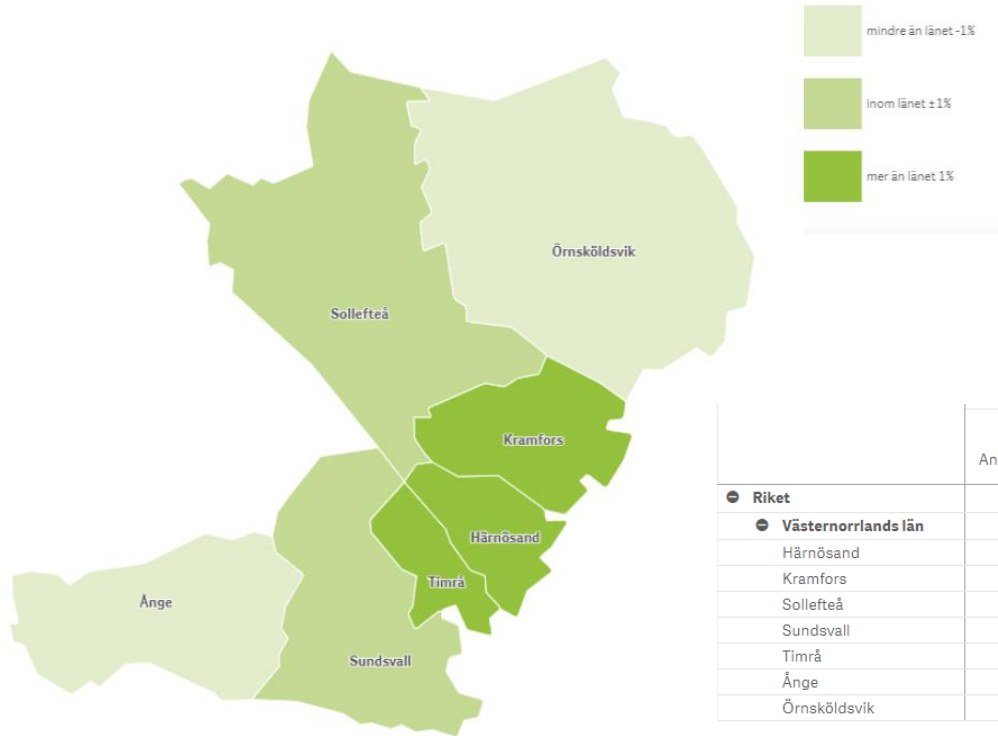 mindre än länet -1%
inom länet ±1%
mer än länet 1%
Örnsköldsvik
Sollefteå
Kramfors
Härnösand
Timrå
Ånge
Sundsvall
An
Riket
Västernorrlands län
Härnösand
Kramfors
Sollefteå
Sundsvall
Timrå
Ånge
Örnsköldsvik